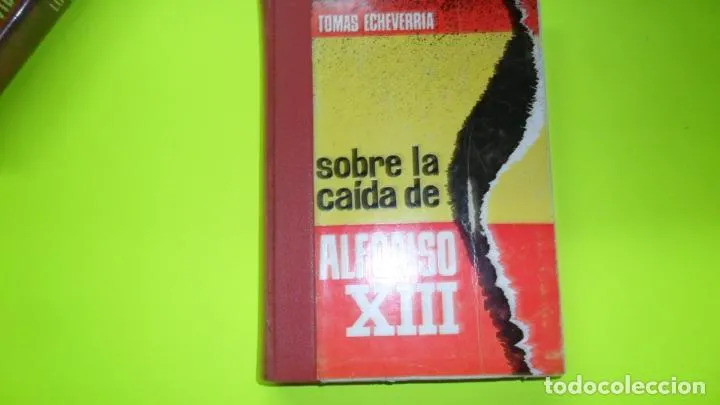 TOMAS ECHEVERRIA
sobre la
caída de
ALFONSO
XIII
todocoleccion